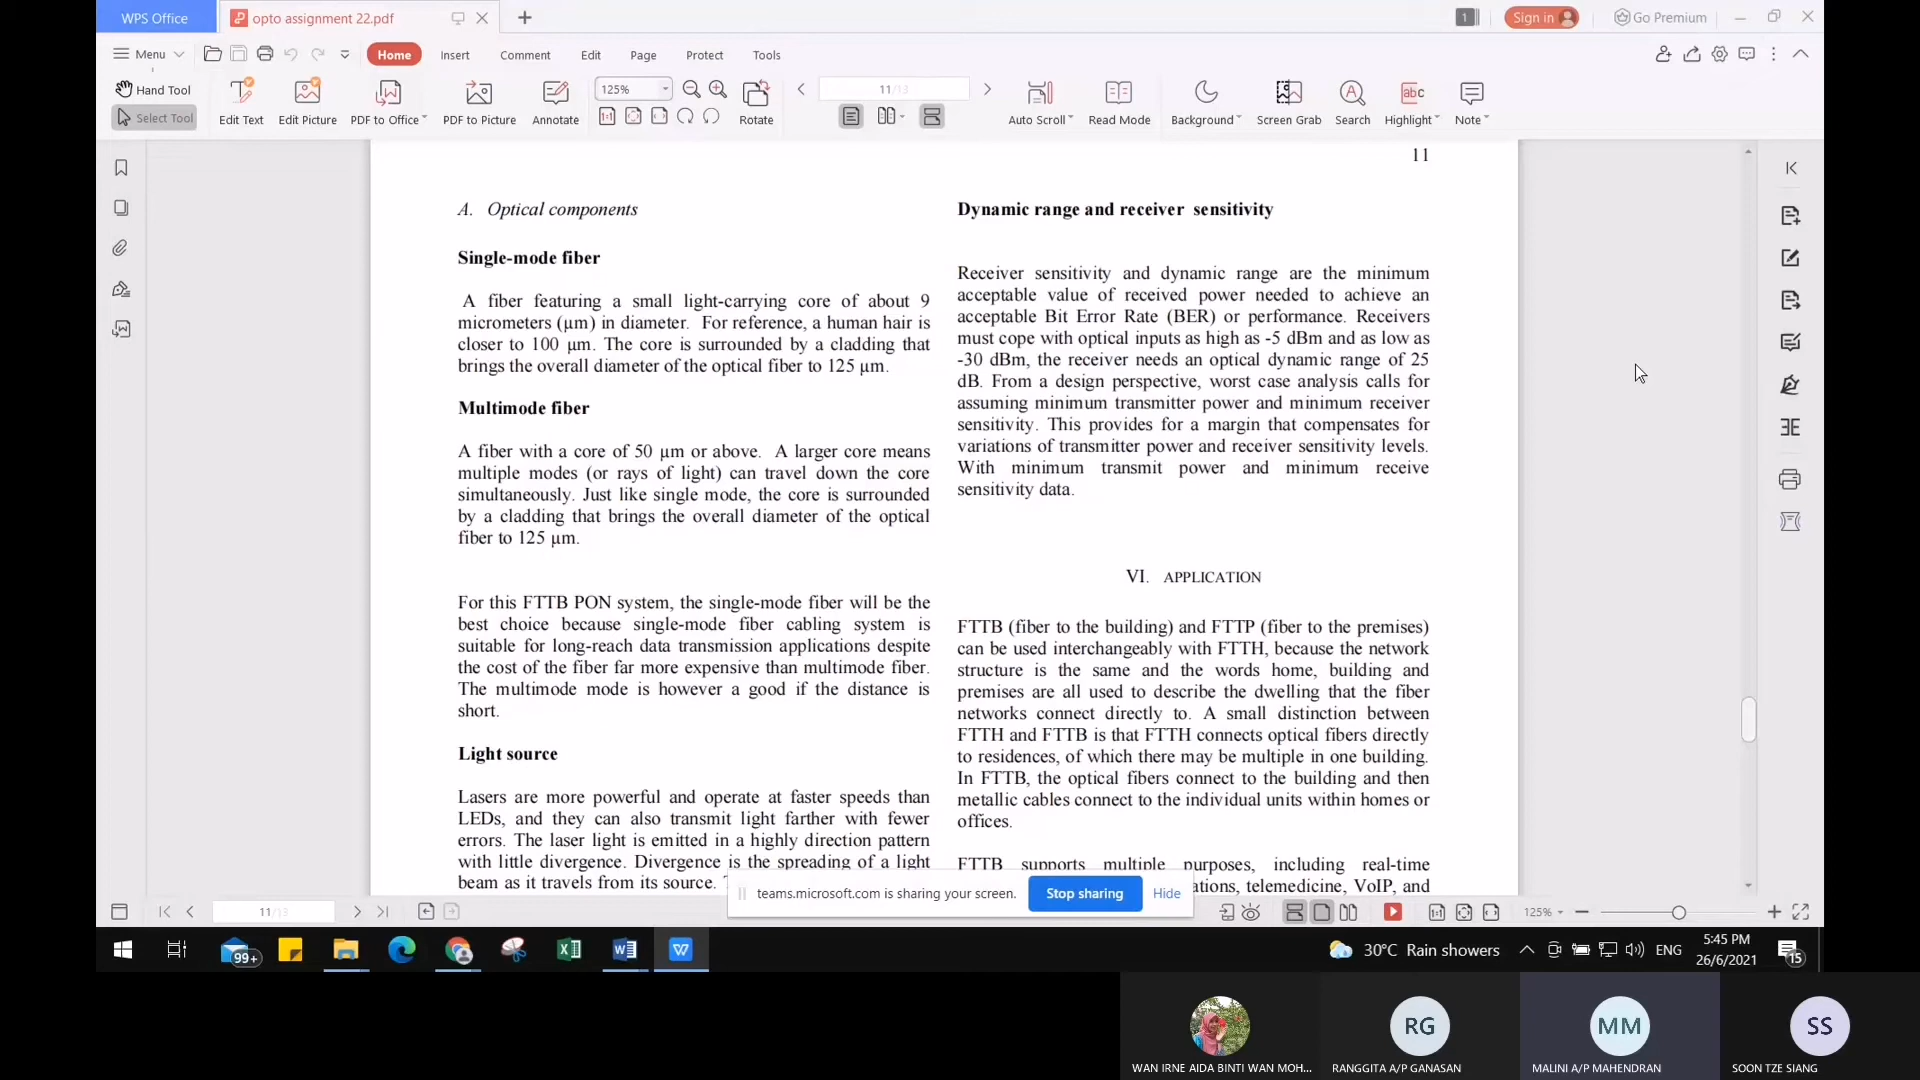 WPS Office
opto assignment 22.pdf
1
Sign in
Go Premium
Menu
Home
Insert
Comment
Edit
Page
Protect
Tools
Hand Tool
Select Tool
Edit Text
Edit Picture
PDF to Office
PDF to Picture
Annotate
125%
Rotate
11/13
Auto Scroll
Read Mode
Background
Screen Grab
Search
Highlight
Note
11
A. Optical components
Single-mode fiber
A fiber featuring a small light-carrying core of about 9
micrometers (µm) in diameter. For reference, a human hair is
closer to 100 µm. The core is surrounded by a cladding that
brings the overall diameter of the optical fiber to 125 µm.
Multimode fiber
A fiber with a core of 50 µm or above. A larger core means
multiple modes (or rays of light) can travel down the core
simultaneously. Just like single mode, the core is surrounded
by a cladding that brings the overall diameter of the optical
fiber to 125 µm.
For this FTTB PON system, the single-mode fiber will be the
best choice because single-mode fiber cabling system is
suitable for long-reach data transmission applications despite
the cost of the fiber far more expensive than multimode fiber.
The multimode mode is however a good if the distance is
short.
Light source
Lasers are more powerful and operate at faster speeds than
LEDs, and they can also transmit light farther with fewer
errors. The laser light is emitted in a highly direction pattern
with little divergence. Divergence is the spreading of a light
beam as it travels from its source.
Dynamic range and receiver sensitivity
Receiver sensitivity and dynamic range are the minimum
acceptable value of received power needed to achieve an
acceptable Bit Error Rate (BER) or performance. Receivers
must cope with optical inputs as high as -5 dBm and as low as
-30 dBm, the receiver needs an optical dynamic range of 25
dB. From a design perspective, worst case analysis calls for
assuming minimum transmitter power and minimum receiver
sensitivity. This provides for a margin that compensates for
variations of transmitter power and receiver sensitivity levels.
With minimum transmit power and minimum receive
sensitivity data.
VI. APPLICATION
FTTB (fiber to the building) and FTTP (fiber to the premises)
can be used interchangeably with FTTH, because the network
structure is the same and the words home, building and
premises are all used to describe the dwelling that the fiber
networks connect directly to. A small distinction between
FTTH and FTTB is that FTTH connects optical fibers directly
to residences, of which there may be multiple in one building.
In FTTB, the optical fibers connect to the building and then
metallic cables connect to the individual units within homes or
offices.
FTTB supports multiple purposes, including real-time
ations, telemedicine, VoIP, and
teams.microsoft.com is sharing your screen.
Stop sharing
Hide
11/13
125%
99+
30°C Rain showers
ENG
5:45 PM
26/6/2021
15
RG
MM
SS
WAN IRNE AIDA BINTI WAN MOH...
RANGGITA A/P GANASAN
MALINI A/P MAHENDRAN
SOON TZE SIANG